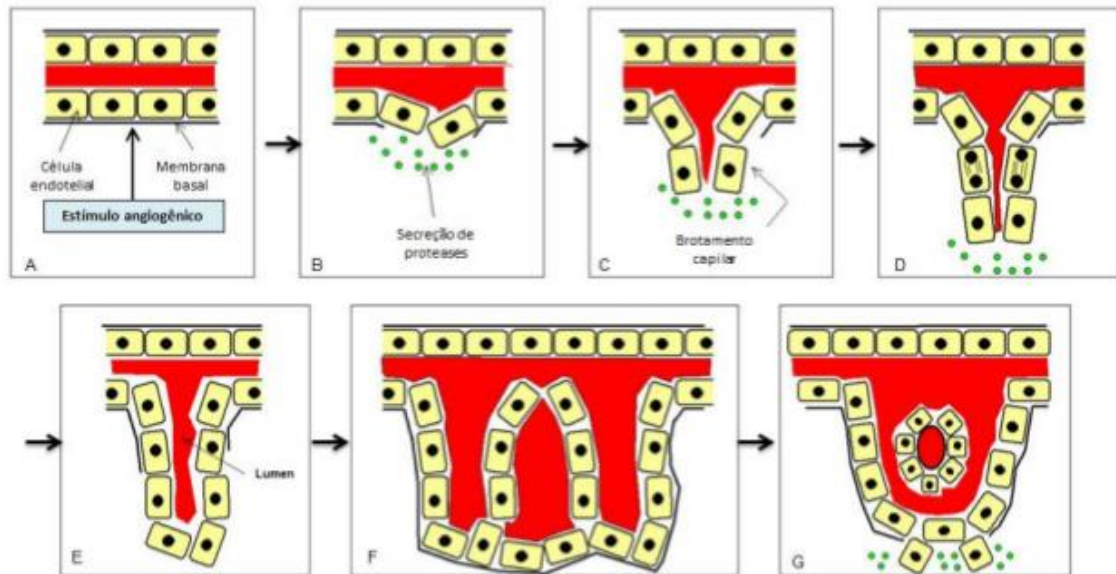 Célula
endotelial
Membrana
basal
Estímulo angiogênico
A
Secreção de
proteases
B
Brotamento
capilar
C
D
Lumen
E
F
G